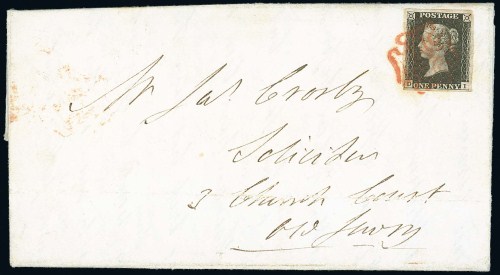 POSTAGE
ONE PENNY
Mr Jas. Crosby
Solicitor
3 Church Court
Old Jewry